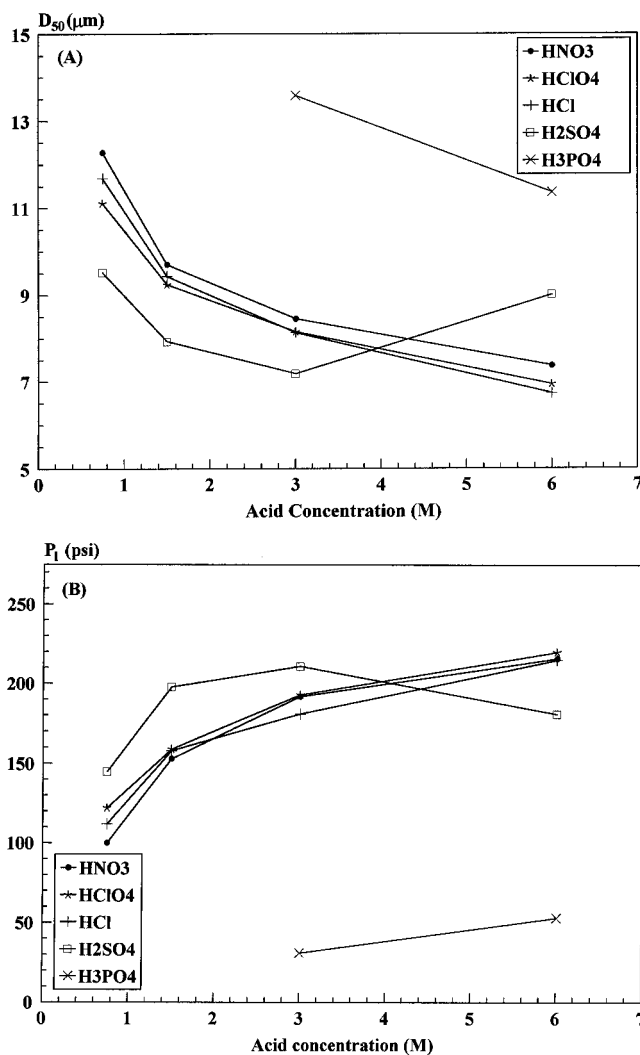 D50(μm)
15
13
11
9
7
5
(A)
HNO3
HClO4
HCl
H2SO4
H3PO4
0 1 2 3 4 5 6 7
Acid Concentration (M)
P1 (psi)
250
200
150
100
50
0
(B)
HNO3
HClO4
HCl
H2SO4
H3PO4
0 1 2 3 4 5 6 7
Acid concentration (M)